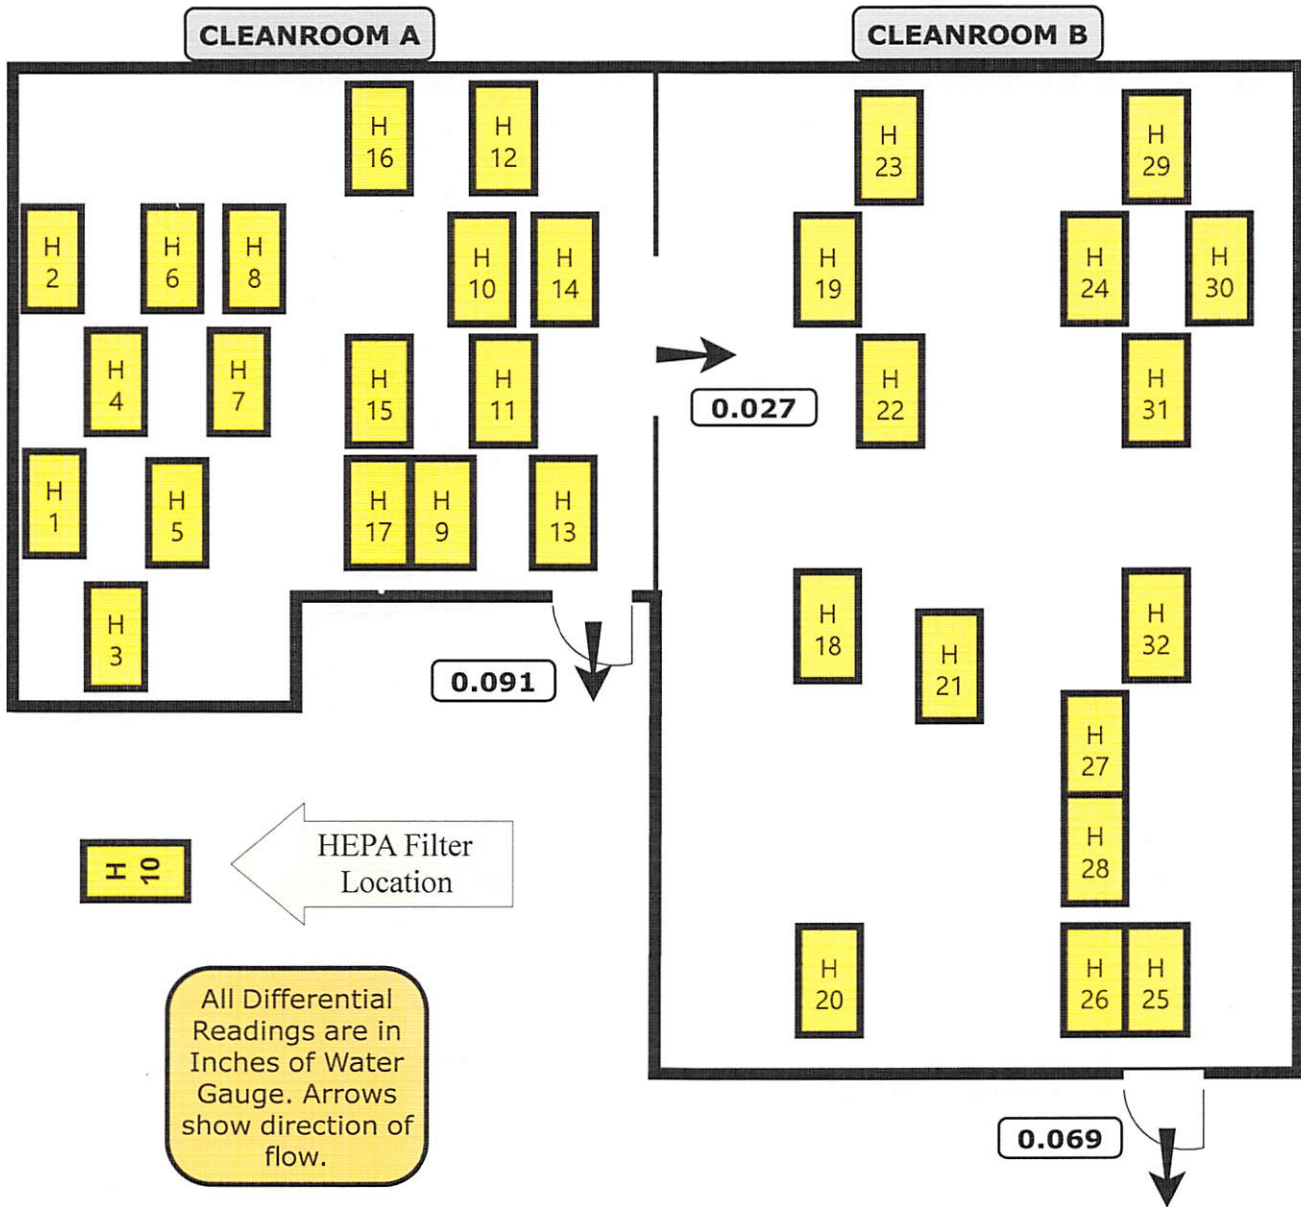 CLEANROOM A
CLEANROOM B
H
16
H
12
H
23
H
29
H
2
H
6
H
8
H
10
H
14
H
19
H
24
H
30
H
4
H
7
H
15
H
11
0.027
H
22
H
31
H
1
H
5
H
17
H
9
H
13
H
3
0.091
H
18
H
21
H
32
H
27
H
28
H
10
HEPA Filter
Location
H
20
H
26
H
25
All Differential
Readings are in
Inches of Water
Gauge. Arrows
show direction of
flow.
0.069